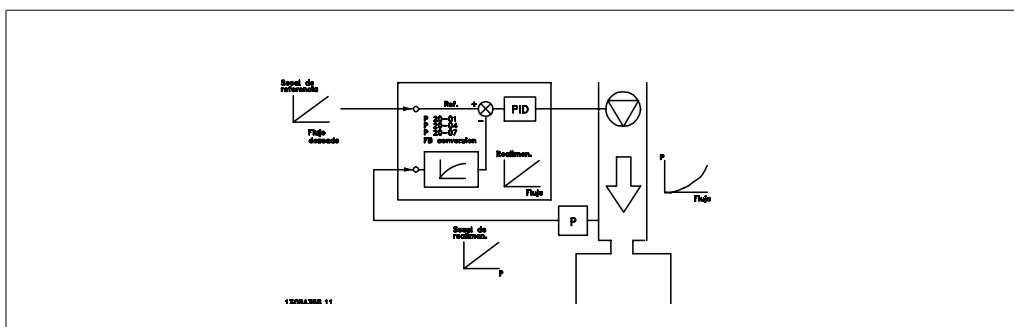 Señal de
referencia
Flujo
deseado
Ref.
+
-
P 20-01
P 20-04
P 20-07
FB conversion
PID
Realimen.
Flujo
P
Señal de
realimen.
P
P
Flujo